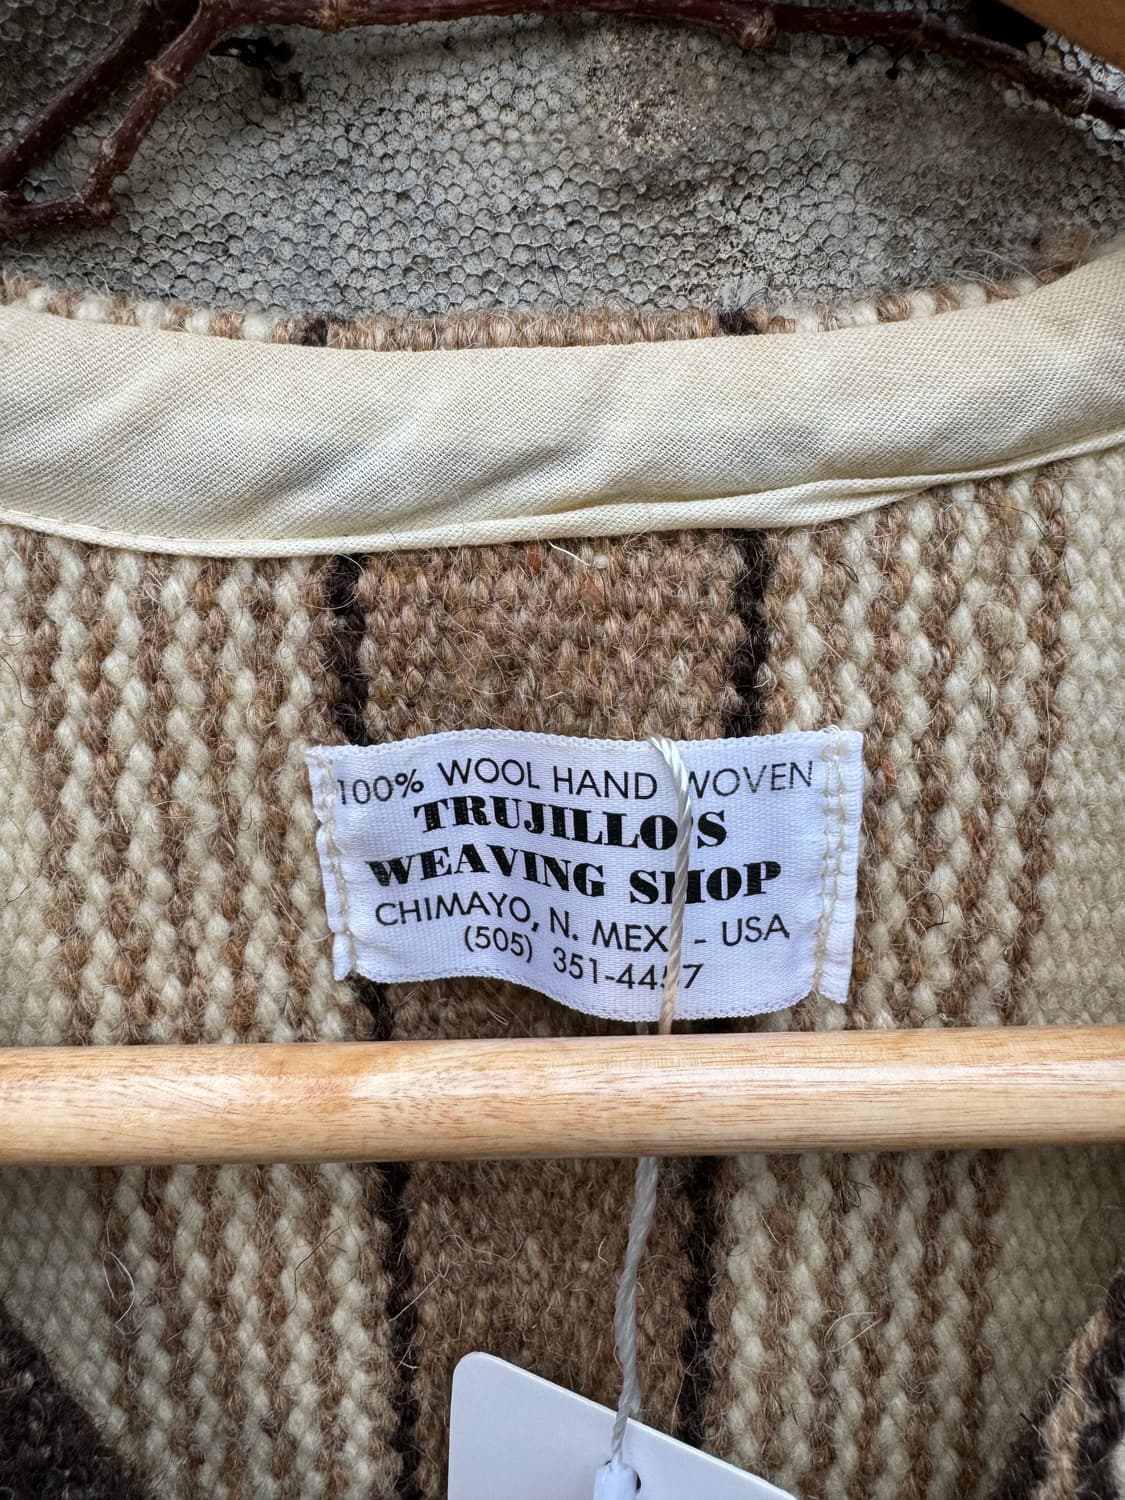 100% WOOL HAND WOVEN
TRUJILLO'S
WEAVING SHOP
CHIMAYO, N. MEX. - USA
(505)